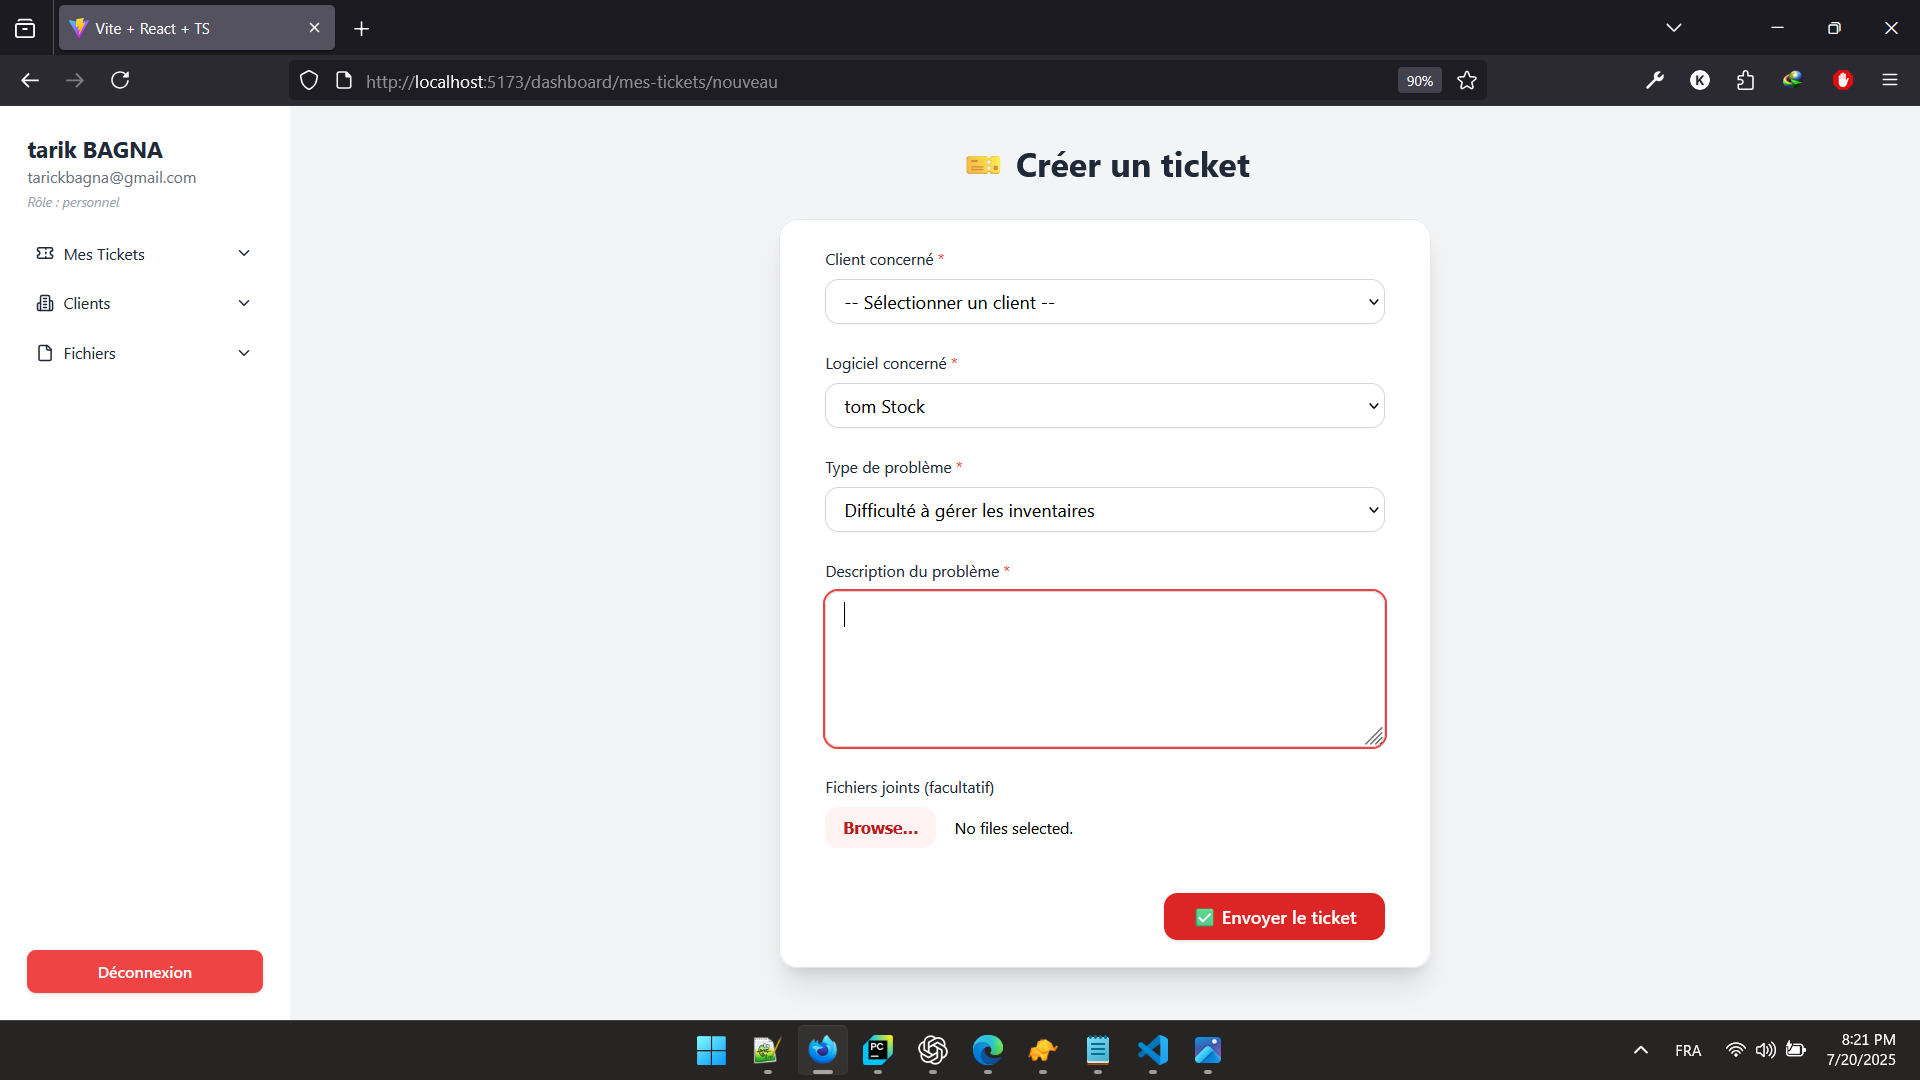 Vite + React + TS
http://localhost:5173/dashboard/mes-tickets/nouveau
90%
K
tarik BAGNA
tarickbagna@gmail.com
Rôle : personnel
Mes Tickets
Clients
Fichiers
Déconnexion
Créer un ticket
Client concerné *
-- Sélectionner un client --
Logiciel concerné *
tom Stock
Type de problème *
Difficulté à gérer les inventaires
Description du problème *
Fichiers joints (facultatif)
Browse...
No files selected.
Envoyer le ticket
PC
FRA
8:21 PM
7/20/2025